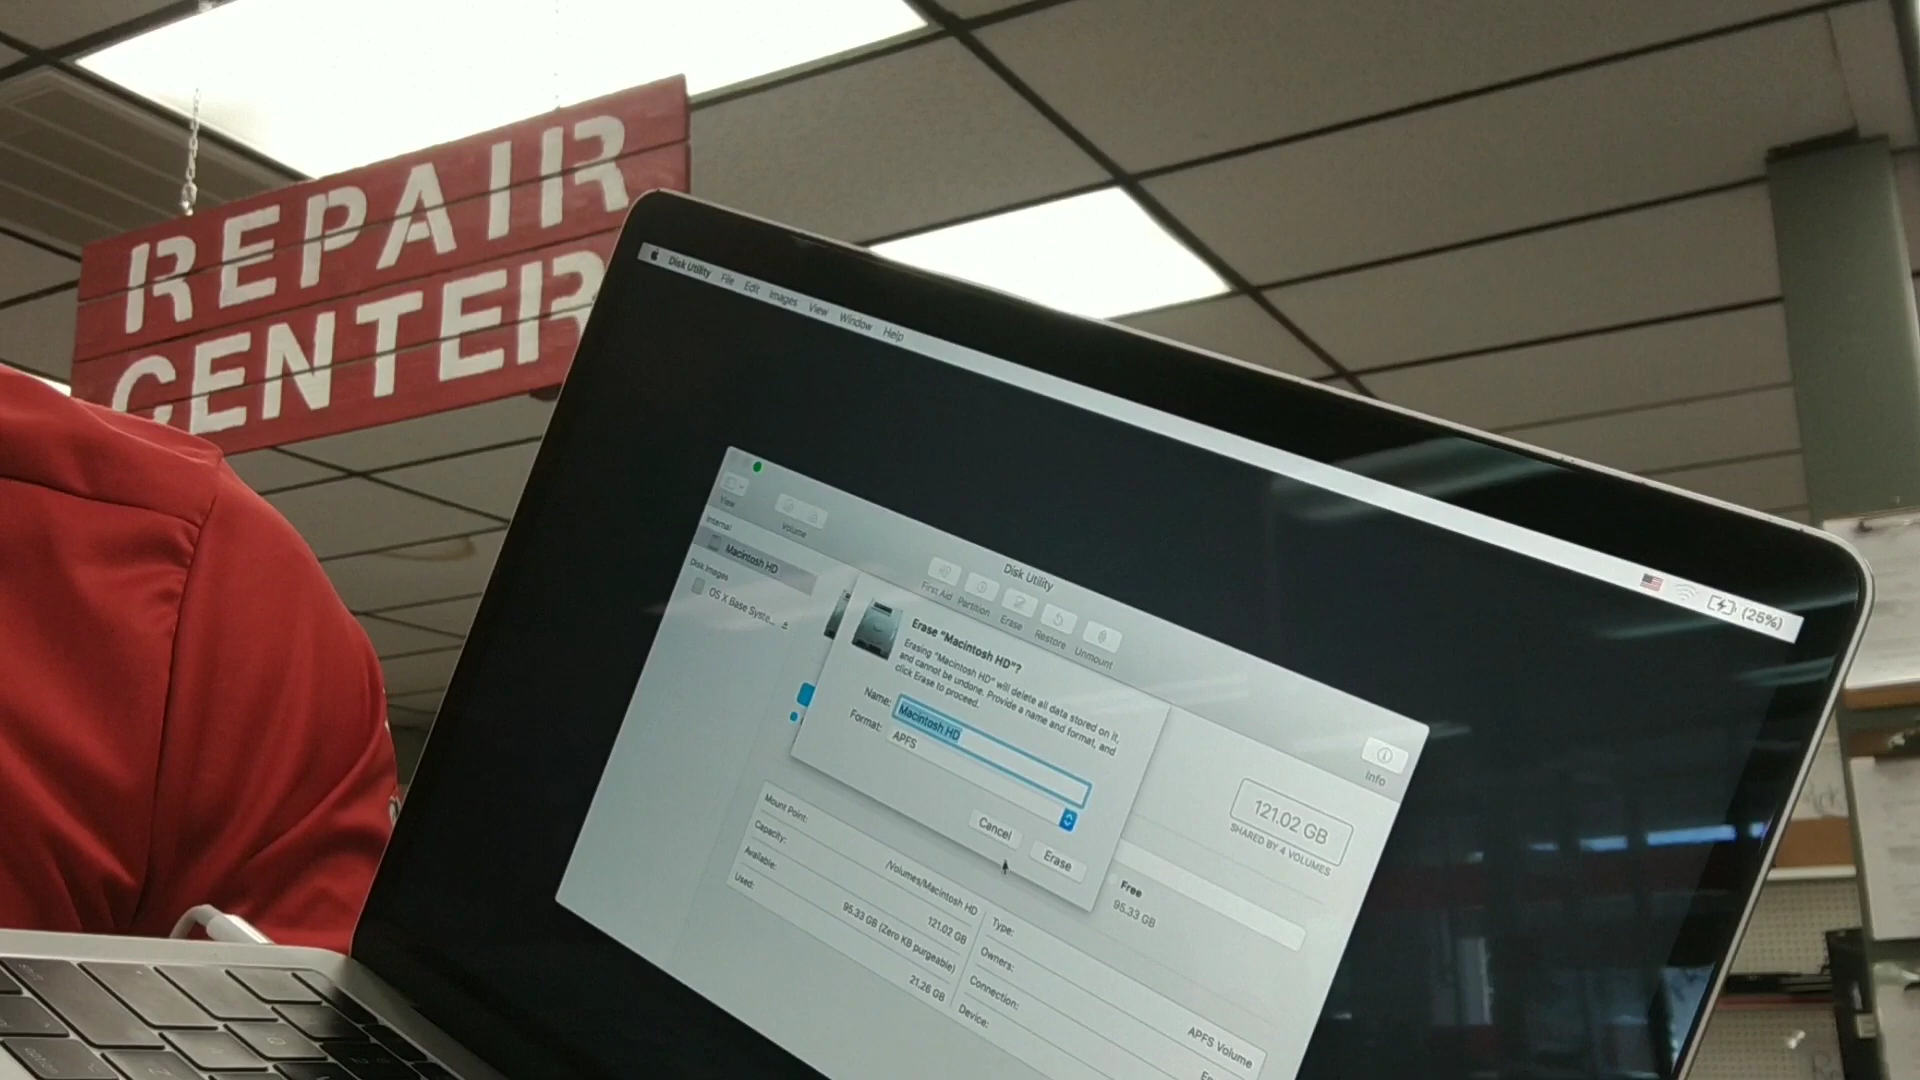 REPAIR
CENTER
Disk Utility File Edit Images View Window Help
(25%)
Disk Utility
View
Volume
First Aid
Partition
Erase
Restore
Unmount
Info
Internal
Macintosh HD
Disk Images
OS X Base Syste...
Erase "Macintosh HD"?
Erasing "Macintosh HD" will delete all data stored on it,
and cannot be undone. Provide a name and format, and
click Erase to proceed.
Name: Macintosh HD
Format: APFS
Cancel
Erase
121.02 GB
SHARED BY 4 VOLUMES
Free
95.33 GB
Mount Point: /Volumes/Macintosh HD
Capacity: 121.02 GB
Available: 95.33 GB (Zero KB purgeable)
Used: 21.26 GB
Type: APFS Volume
Owners:
Connection:
Device:
option